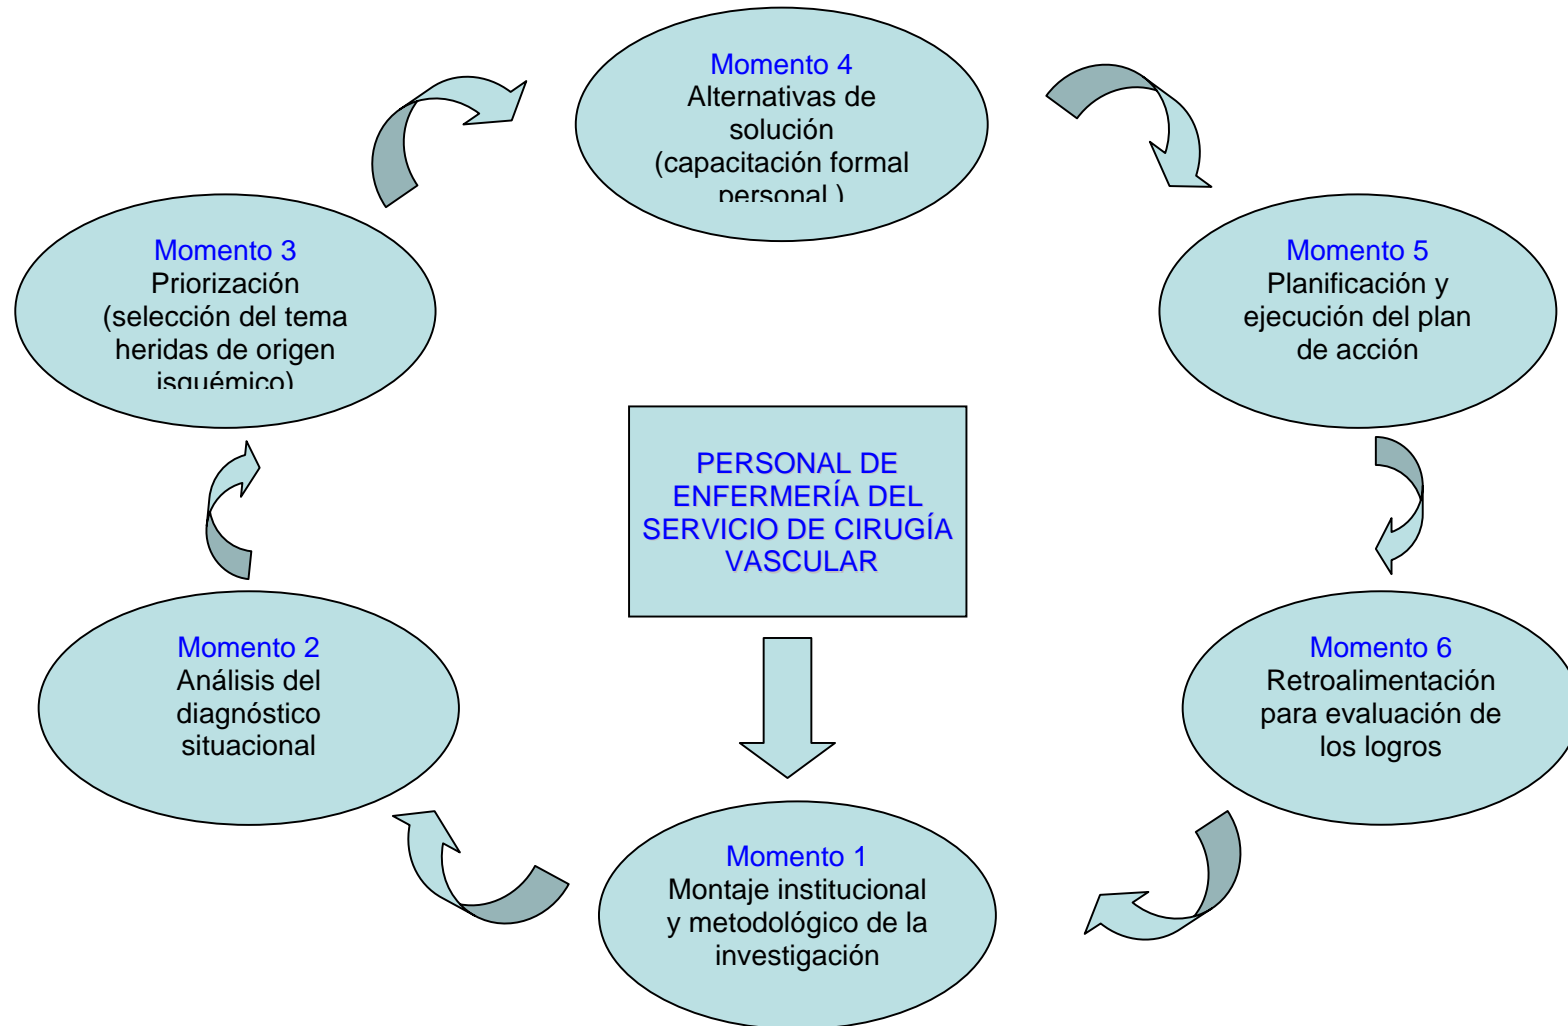 Momento 4
Alternativas de
solución
(capacitación formal
personal )
Momento 3
Priorización
(selección del tema
heridas de origen
isquémico)
Momento 5
Planificación y
ejecución del plan
de acción
PERSONAL DE
ENFERMERÍA DEL
SERVICIO DE CIRUGÍA
VASCULAR
Momento 2
Análisis del
diagnóstico
situacional
Momento 6
Retroalimentación
para evaluación de
los logros
Momento 1
Montaje institucional
y metodológico de la
investigación